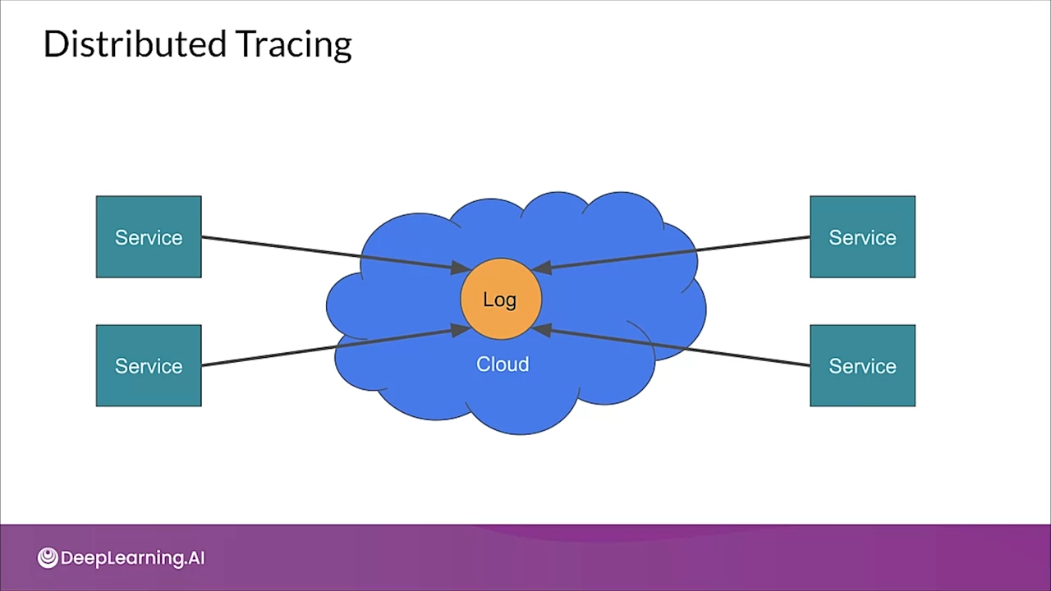 Distributed Tracing
Service
Service
Log
Cloud
Service
Service
DeepLearning.AI